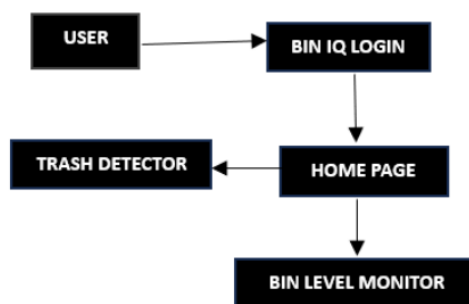 USER
BIN IQ LOGIN
TRASH DETECTOR
HOME PAGE
BIN LEVEL MONITOR